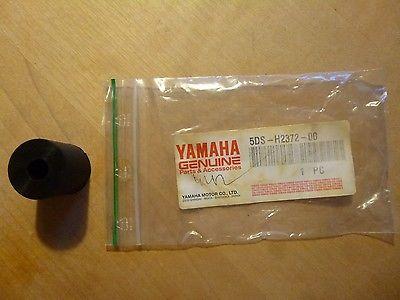 YAMAHA
GENUINE
Parts & Accessories
YAMAHA MOTOR CO., LTD.
5DS-H2372-00
1 PC